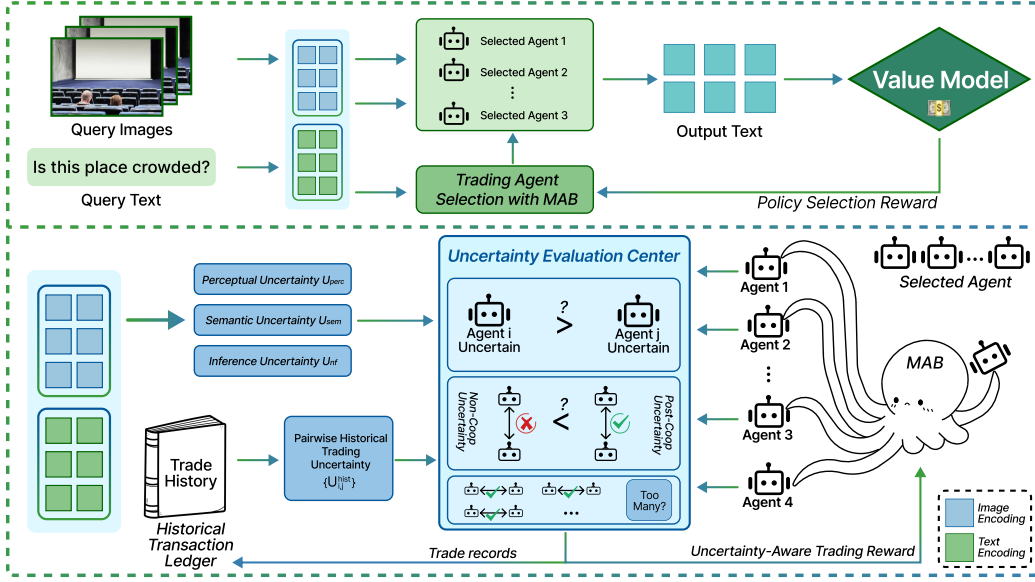 Query Images
Is this place crowded?
Query Text
Selected Agent 1
Selected Agent 2
⋮
Selected Agent 3
Trading Agent
Selection with MAB
Output Text
Value Model
Policy Selection Reward
Perceptual Uncertainty Uperc
Semantic Uncertainty Usem
Inference Uncertainty Unf
Trade
History
Historical
Transaction
Ledger
Pairwise Historical
Trading
Uncertainty
{U^hist_i,j}
Uncertainty Evaluation Center
Agent i
Uncertain
?
>
Agent j
Uncertain
Non-Coop
Uncertainty
?
<
Post-Coop
Uncertainty
...
Too
Many?
Trade records
Uncertainty-Aware Trading Reward
Agent 1
Agent 2
⋮
Agent 3
Agent 4
...
Selected Agent
MAB
Image
Encoding
Text
Encoding